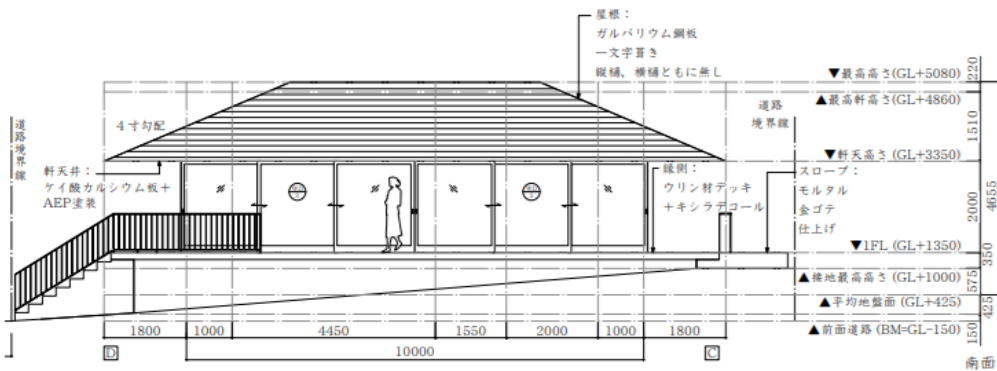 屋根：
ガルバリウム鋼板
一文字葺き
縦樋、横樋ともに無し
▼最高高さ(GL+5080)
▲最高軒高さ(GL+4860)
道路
境界線
道路境界線
4寸勾配
▼軒天高さ(GL+3350)
軒天井：
ケイ酸カルシウム板+
AEP塗装
縁側：
ウリン材デッキ
+キシラデコール
スロープ：
モルタル
金ゴテ
仕上げ
▼1FL(GL+1350)
▲接地最高高さ(GL+1000)
▲平均地盤面(GL+425)
▲前面道路(BM=GL-150)
220
1510
2000
4655
350
575
425
150
1800 1000 4450 1550 2000 1000 1800
D 10000 C
南面